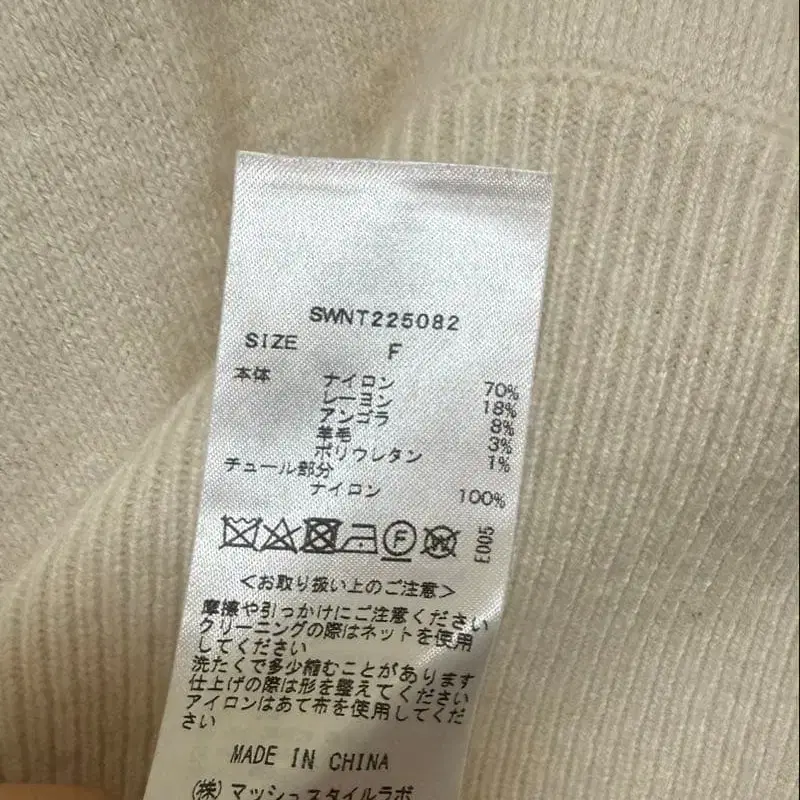 SWNT225082
SIZE F
本体 ナイロン 70%
レーヨン 18%
アンゴラ 8%
羊毛 3%
ポリウレタン 1%
チュール部分
ナイロン 100%
F W E005
<お取り扱い上のご注意>
摩擦や引っかけにご注意ください
クリーニングの際はネットを使用
してください
洗たくで多少縮むことがあります
仕上げの際は形を整えてください
アイロンはあて布を使用してくだ
さい
MADE IN CHINA
(株)マッシュスタイルラボ